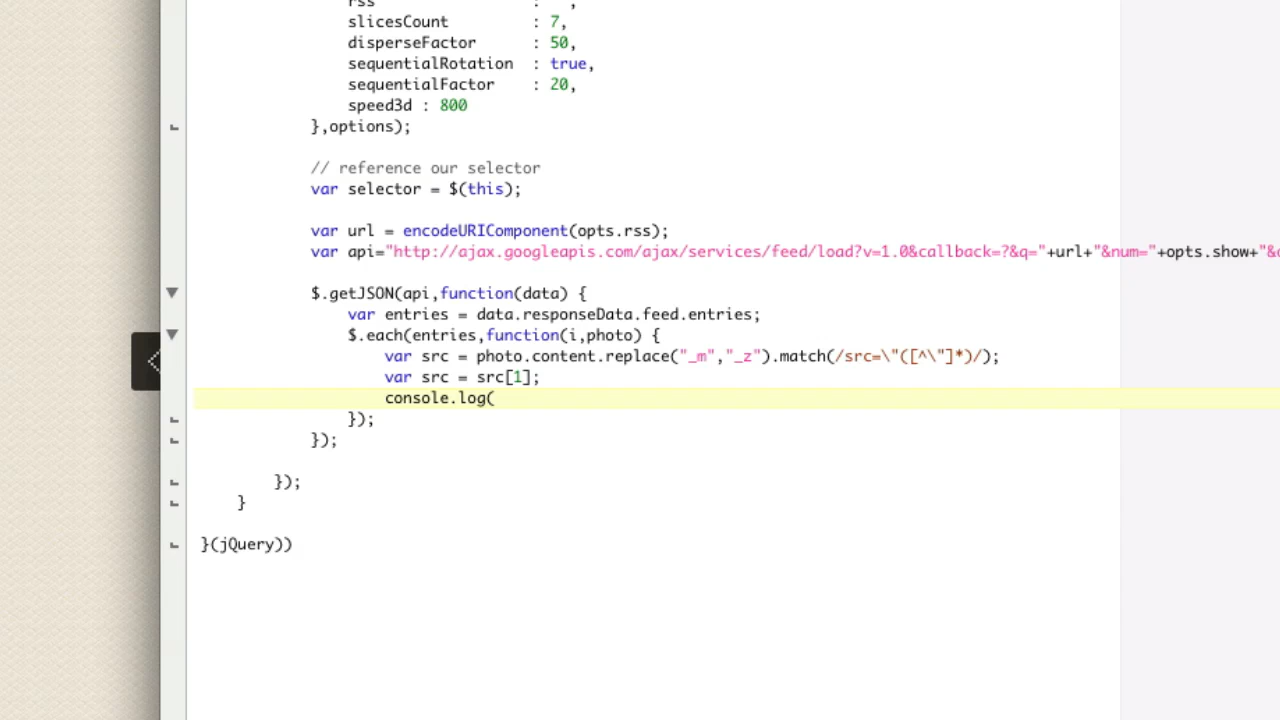 rss : '',
slicesCount : 7,
disperseFactor : 50,
sequentialRotation : true,
sequentialFactor : 20,
speed3d : 800
},options);
// reference our selector
var selector = $(this);
var url = encodeURIComponent(opts.rss);
var api="http://ajax.googleapis.com/ajax/services/feed/load?v=1.0&callback=?&q="+url+"&num="+opts.show+"&
$.getJSON(api,function(data) {
var entries = data.responseData.feed.entries;
$.each(entries,function(i,photo) {
var src = photo.content.replace("_m","_z").match(/src=\"([^\"]*)/);
var src = src[1];
console.log(
});
});
});
}
}(jQuery))